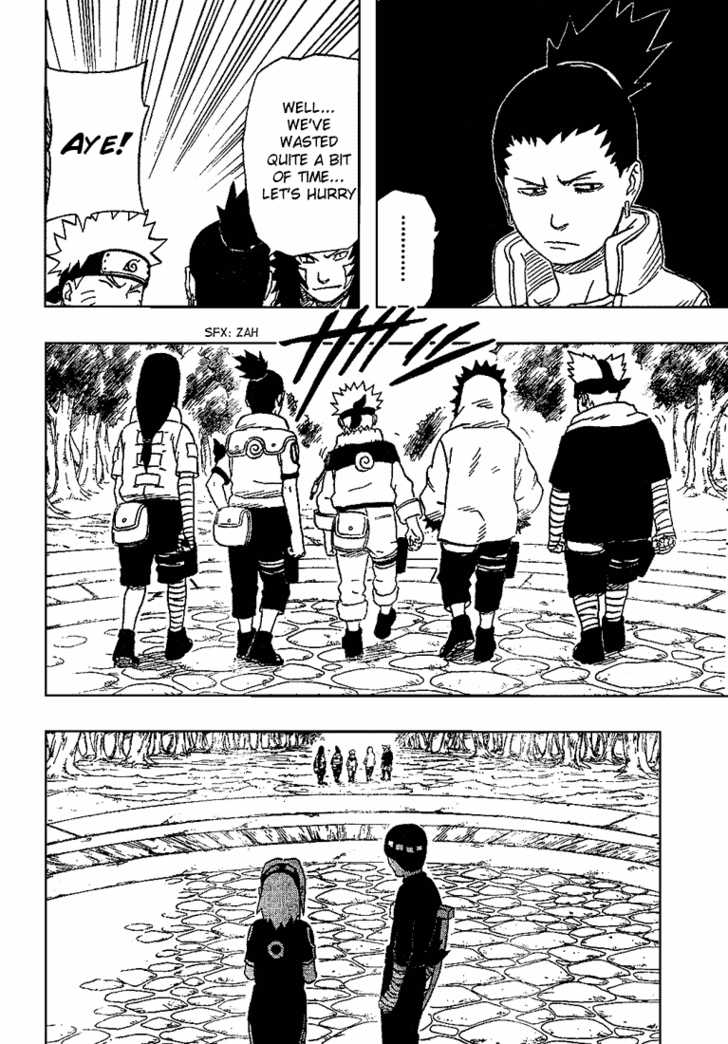 .........
WELL...
WE'VE
WASTED
QUITE A BIT
OF TIME...
LET'S HURRY
AYE!
SFX: ZAH